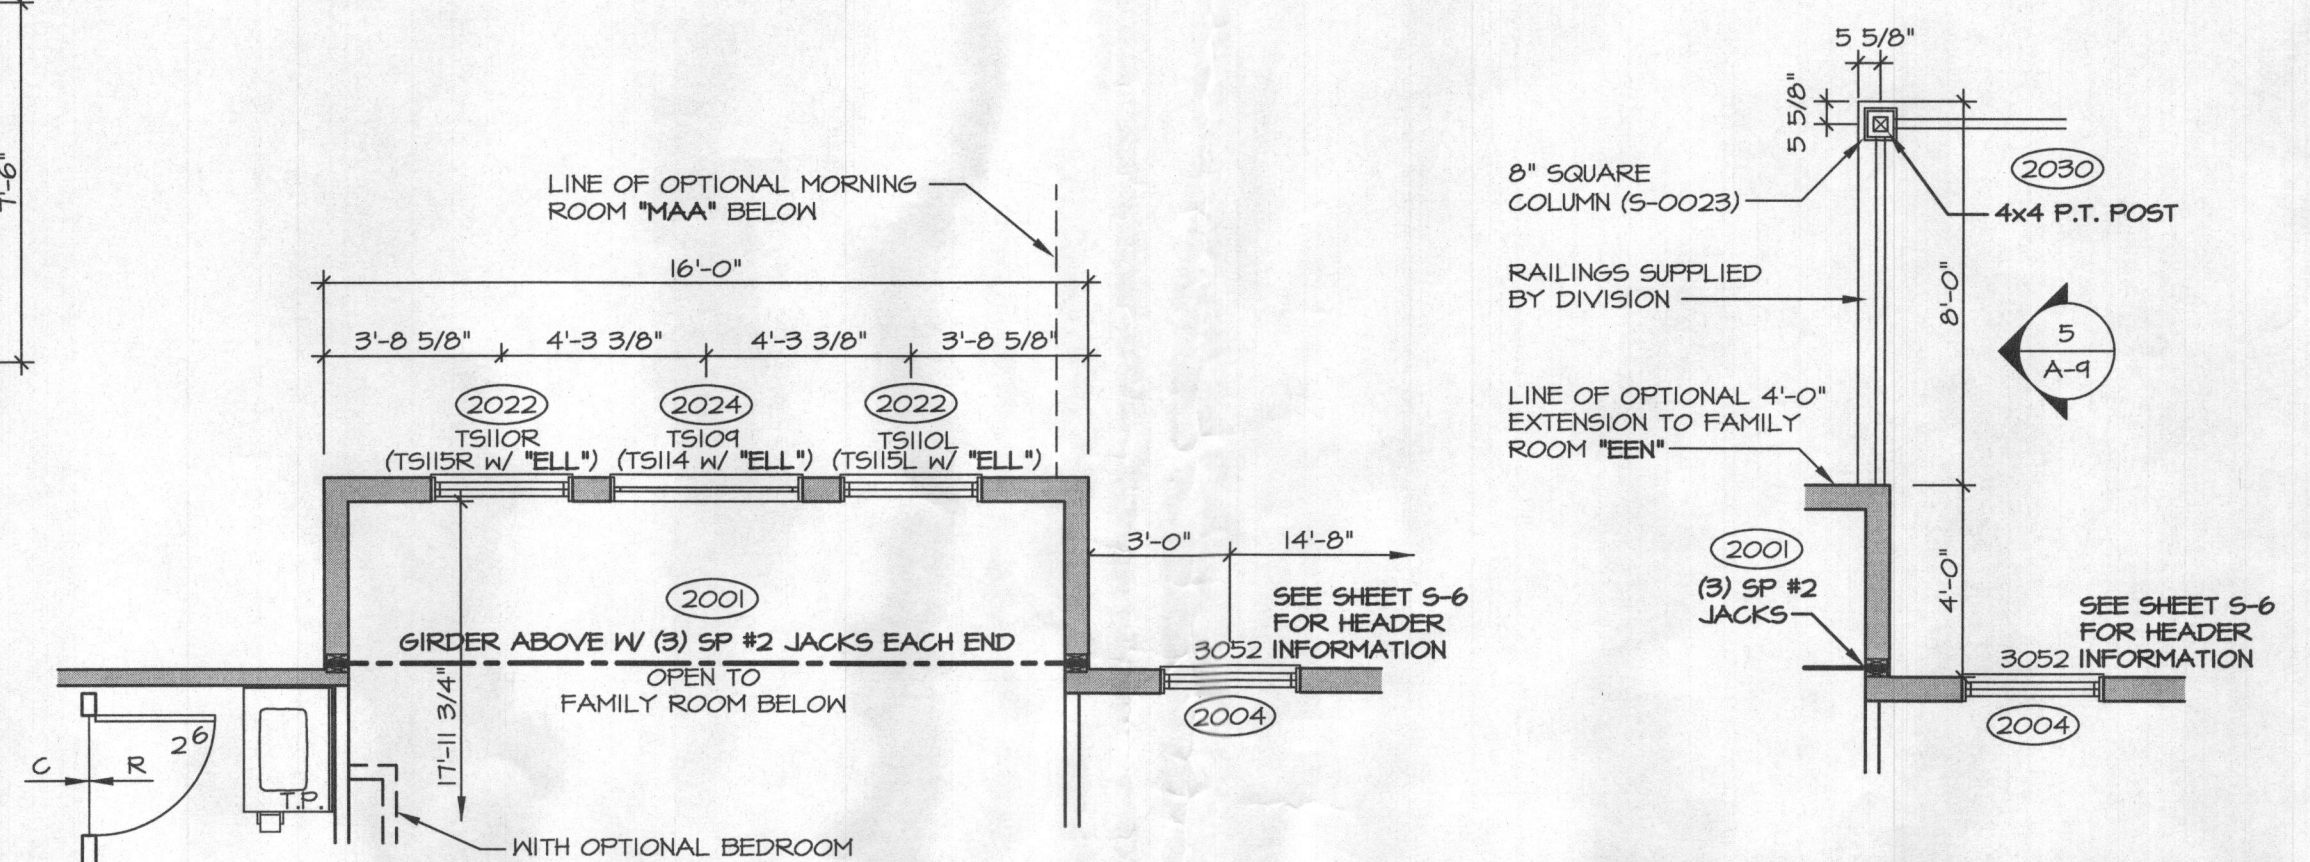 7'-6"
LINE OF OPTIONAL MORNING
ROOM "MAA" BELOW
16'-0"
3'-8 5/8" 4'-3 3/8" 4'-3 3/8" 3'-8 5/8"
2022 2024 2022
TS110R TS109 TS110L
(TS115R W/ "ELL") (TS114 W/ "ELL") (TS115L W/ "ELL")
2001
GIRDER ABOVE W/ (3) SP #2 JACKS EACH END
OPEN TO
FAMILY ROOM BELOW
17'-11 3/4"
3'-0" 14'-8"
SEE SHEET S-6
FOR HEADER
3052 INFORMATION
2004
2 6
C R
T.P.
WITH OPTIONAL BEDROOM
5 5/8"
5 5/8"
8" SQUARE
COLUMN (S-0023)
2030
4x4 P.T. POST
RAILINGS SUPPLIED
BY DIVISION
8'-0"
5
A-9
LINE OF OPTIONAL 4'-0"
EXTENSION TO FAMILY
ROOM "EEN"
2001
(3) SP #2
JACKS
4'-0"
SEE SHEET S-6
FOR HEADER
3052 INFORMATION
2004